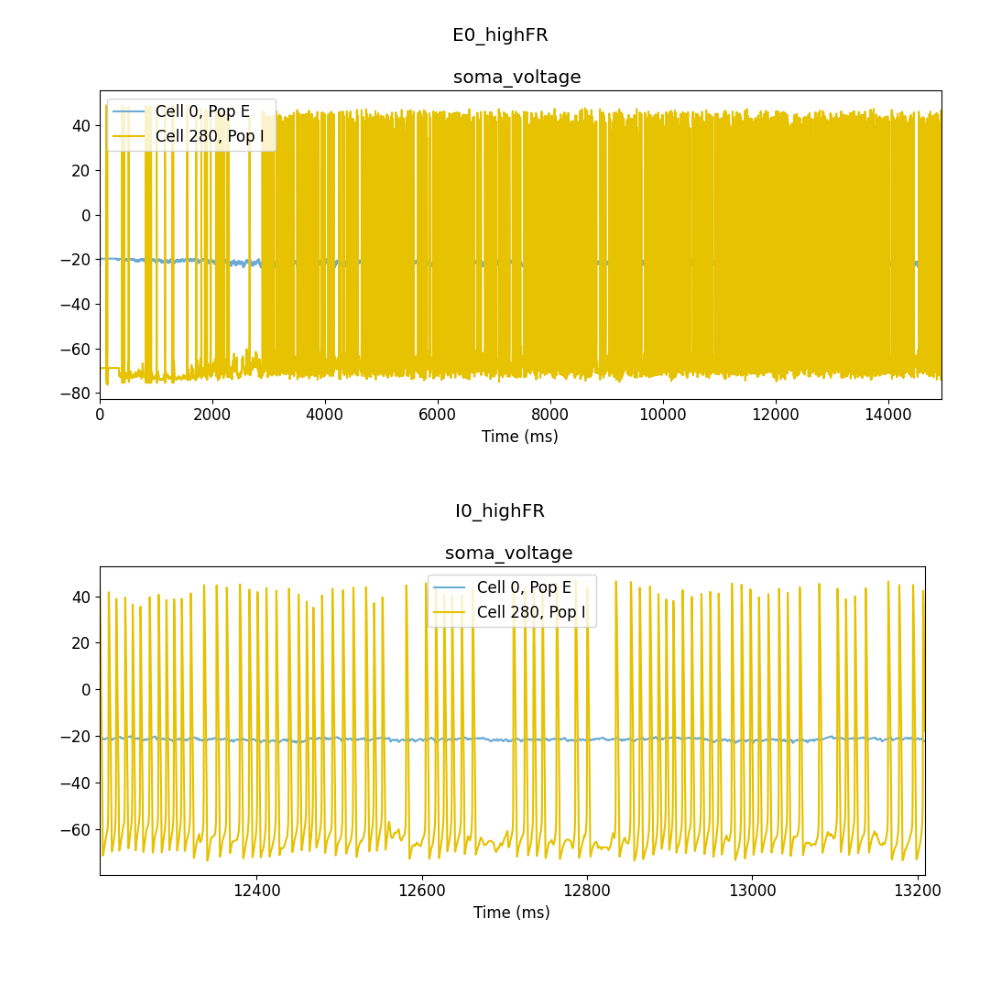 E0_highFR
soma_voltage
Cell 0, Pop E
Cell 280, Pop I
40
20
0
−20
−40
−60
−80
0 2000 4000 6000 8000 10000 12000 14000
Time (ms)
I0_highFR
soma_voltage
Cell 0, Pop E
Cell 280, Pop I
40
20
0
−20
−40
−60
12400 12600 12800 13000 13200
Time (ms)